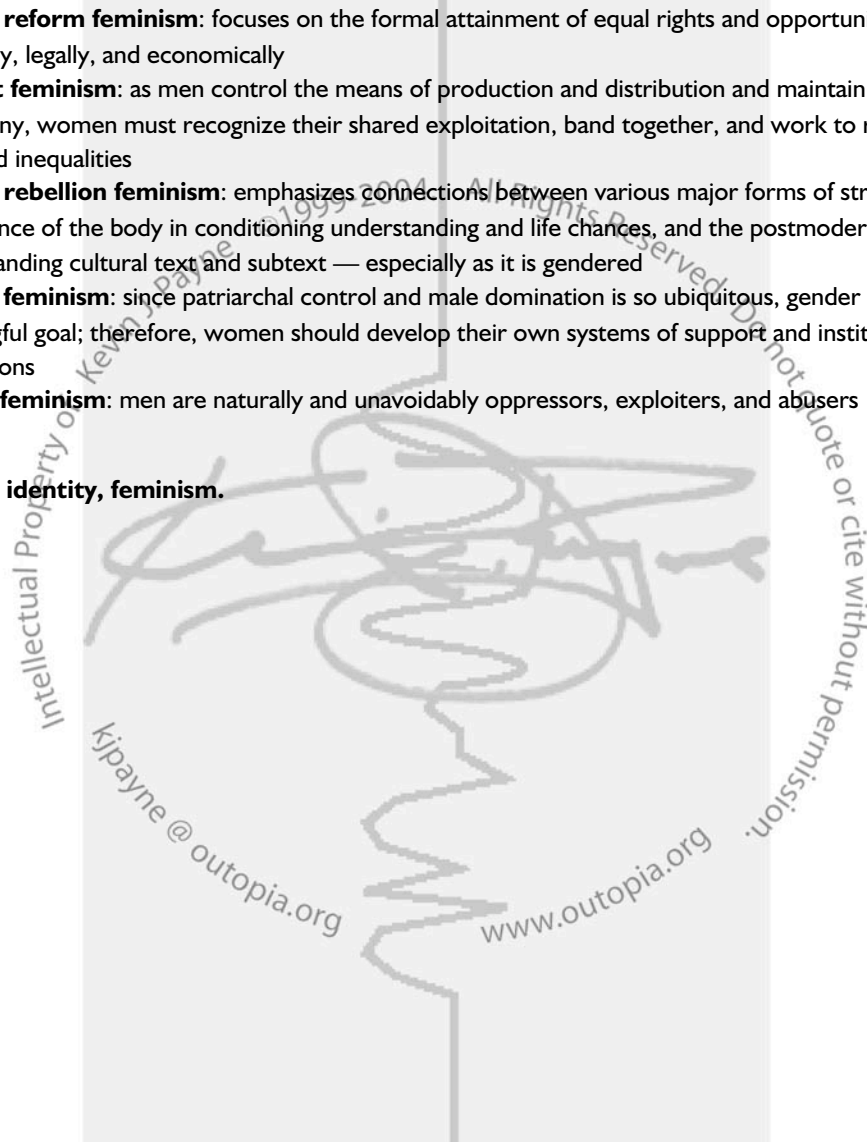 reform feminism: focuses on the formal attainment of equal rights and opportun
y, legally, and economically
t feminism: as men control the means of production and distribution and maintain
ny, women must recognize their shared exploitation, band together, and work to r
d inequalities
rebellion feminism: emphasizes connections between various major forms of str
nce of the body in conditioning understanding and life chances, and the postmoder
anding cultural text and subtext — especially as it is gendered
feminism: since patriarchal control and male domination is so ubiquitous, gender
gful goal; therefore, women should develop their own systems of support and instit
ons
feminism: men are naturally and unavoidably oppressors, exploiters, and abusers
identity, feminism.
Intellectual Property of Kevin J. Payne ©1999-2004 All Rights Reserved. Do not quote or cite without permission.
kjpayne @ outopia.org
www.outopia.org